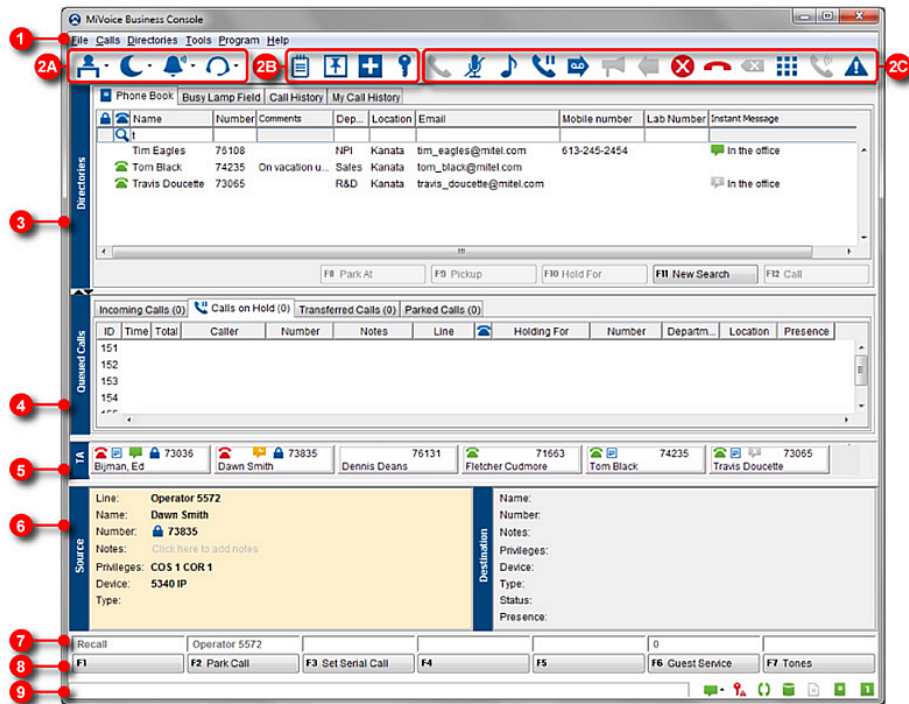 MiVoice Business Console
1
File Calls Directories Tools Program Help
2A
2B
2C
Phone Book Busy Lamp Field Call History My Call History
Name Number Comments Dep... Location Email Mobile number Lab Number Instant Message
t
Tim Eagles 76108 NPI Kanata tim_eagles@mitel.com 613-245-2454 In the office
Tom Black 74235 On vacation u... Sales Kanata tom_black@mitel.com
Travis Doucette 73065 R&D Kanata travis_doucette@mitel.com In the office
Directories
3
F8 Park At F9 Pickup F10 Hold For F11 New Search F12 Call
Incoming Calls (0) Calls on Hold (0) Transferred Calls (0) Parked Calls (0)
ID Time Total Caller Number Notes Line Holding For Number Departm... Location Presence
151
152
153
154
155
Queued Calls
4
TA
5
73036 73835 76131 71663 74235 73065
Bijman, Ed Dawn Smith Dennis Deans Fletcher Cudmore Tom Black Travis Doucette
6
Source
Line: Operator 5572
Name: Dawn Smith
Number: 73835
Notes: Click here to add notes
Privileges: COS 1 COR 1
Device: 5340 IP
Type:
Destination
Name:
Number:
Notes:
Privileges:
Device:
Type:
Status:
Presence:
7
Recall Operator 5572 0
8
F1 F2 Park Call F3 Set Serial Call F4 F5 F6 Guest Service F7 Tones
9
1